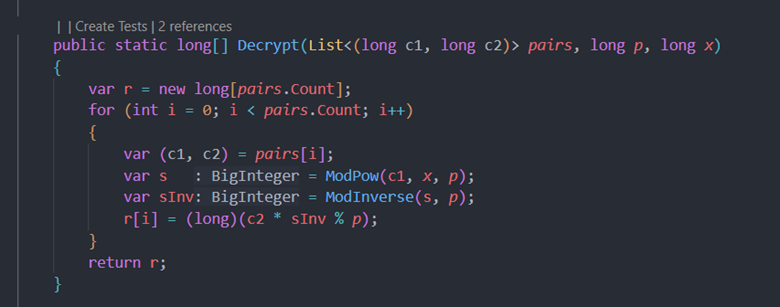 | | Create Tests | 2 references
public static long[] Decrypt(List<(long c1, long c2)> pairs, long p, long x)
{
    var r = new long[pairs.Count];
    for (int i = 0; i < pairs.Count; i++)
    {
        var (c1, c2) = pairs[i];
        var s   : BigInteger = ModPow(c1, x, p);
        var sInv: BigInteger = ModInverse(s, p);
        r[i] = (long)(c2 * sInv % p);
    }
    return r;
}